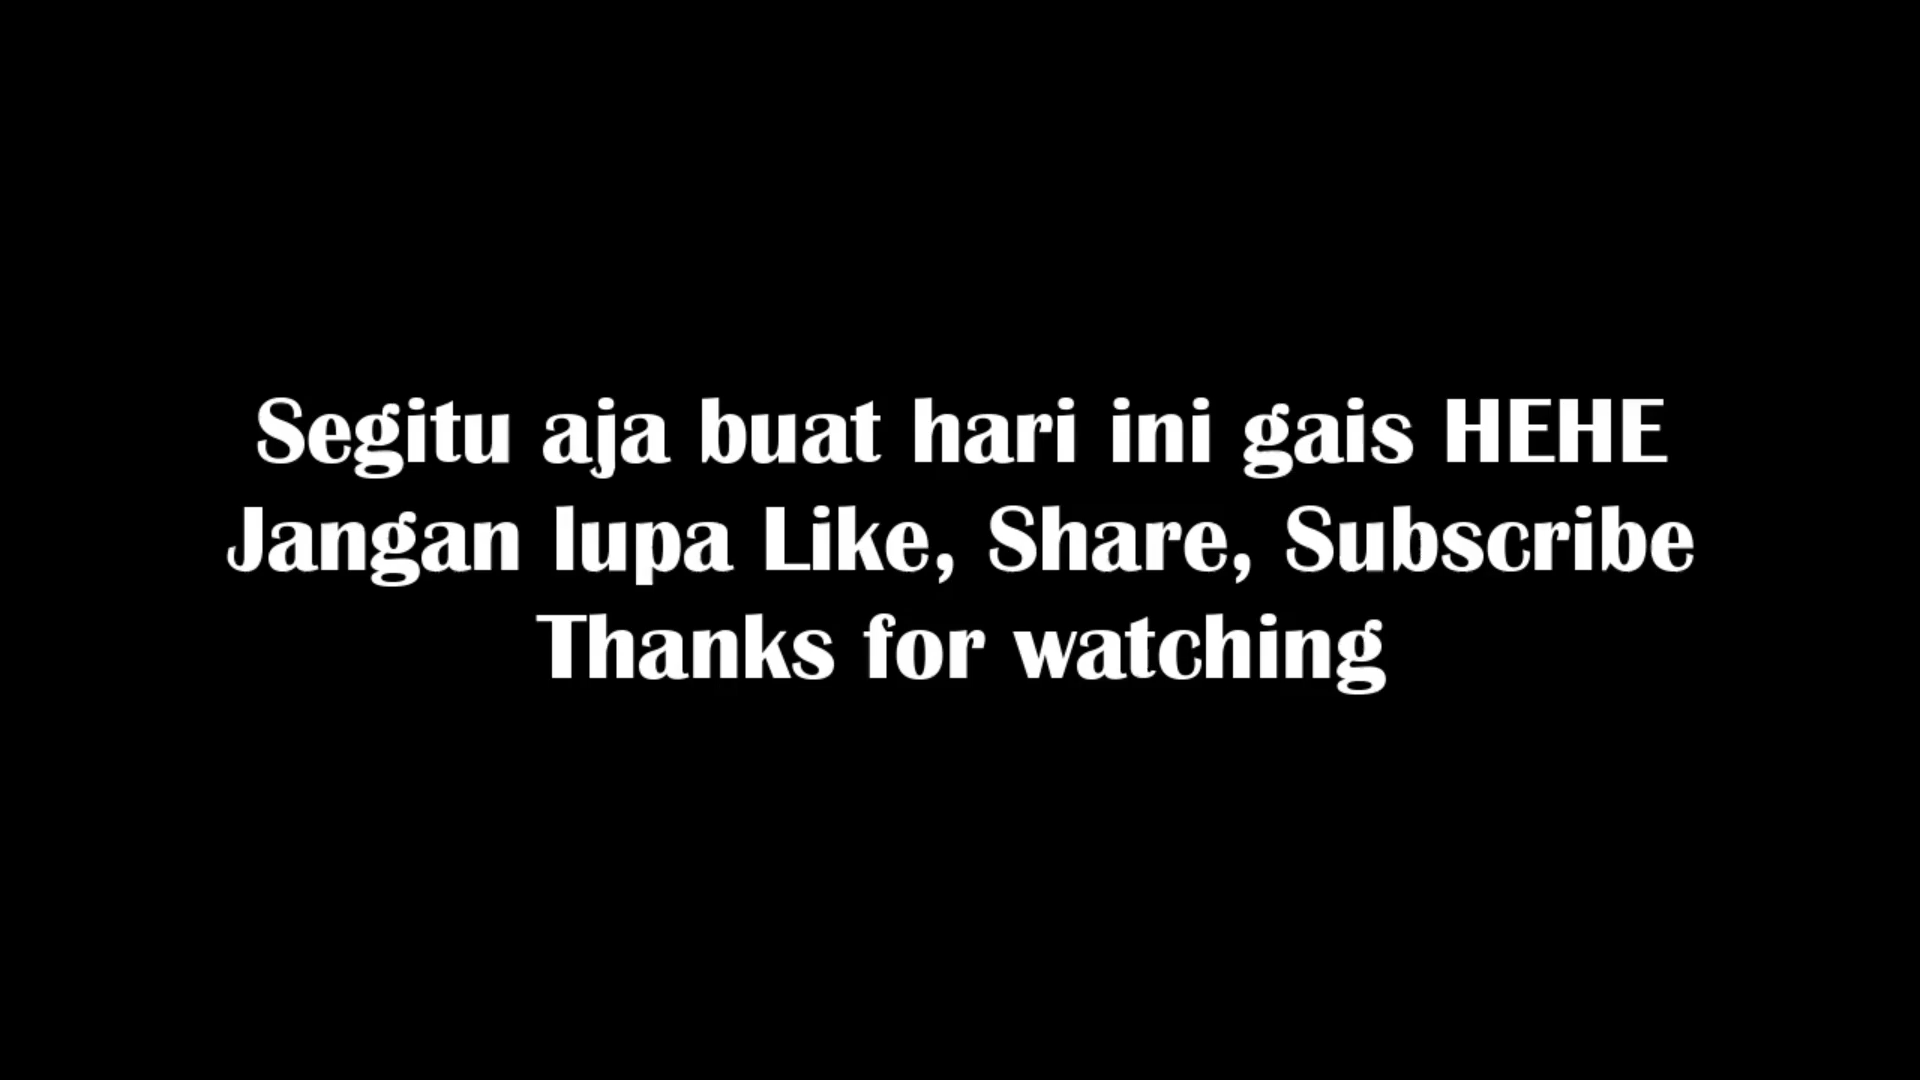 Segitu aja buat hari ini gais HEHE
Jangan lupa Like, Share, Subscribe
Thanks for watching